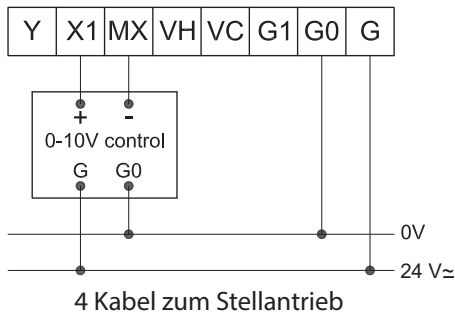 Y X1 MX VH VC G1 G0 G
+ -
0-10V control
G G0
0V
24 V≃
4 Kabel zum Stellantrieb